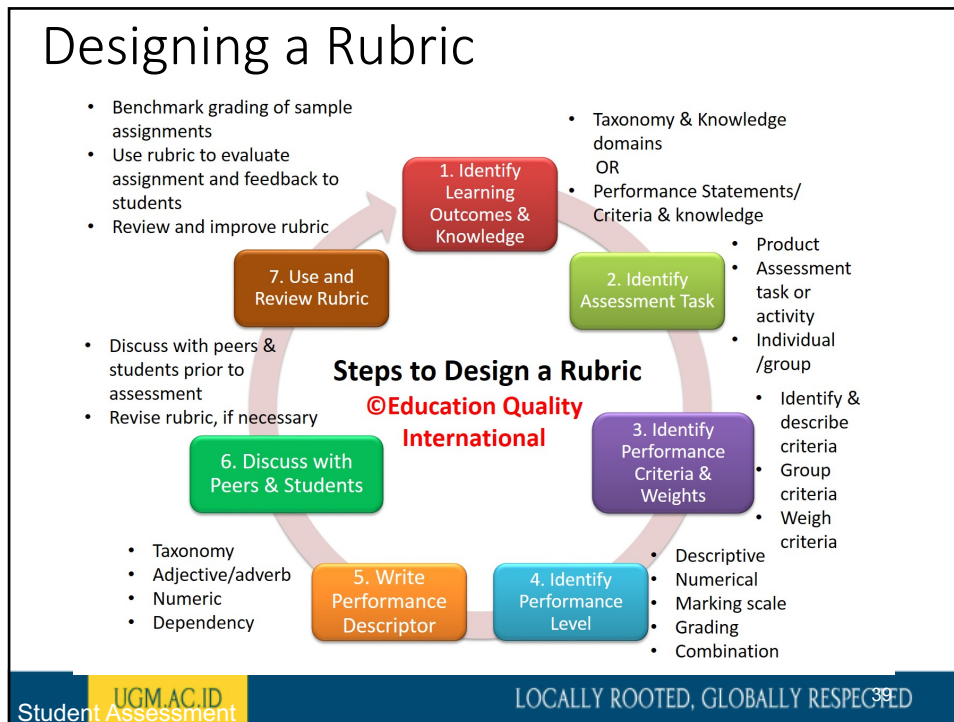 Designing a Rubric
• Benchmark grading of sample
assignments
• Use rubric to evaluate
assignment and feedback to
students
• Review and improve rubric
1. Identify
Learning
Outcomes &
Knowledge
• Taxonomy & Knowledge
domains
OR
• Performance Statements/
Criteria & knowledge
7. Use and
Review Rubric
2. Identify
Assessment Task
• Product
• Assessment
task or
activity
• Individual
/group
• Discuss with peers &
students prior to
assessment
• Revise rubric, if necessary
Steps to Design a Rubric
©Education Quality
International
3. Identify
Performance
Criteria &
Weights
• Identify &
describe
criteria
• Group
criteria
• Weigh
criteria
6. Discuss with
Peers & Students
• Taxonomy
• Adjective/adverb
• Numeric
• Dependency
5. Write
Performance
Descriptor
4. Identify
Performance
Level
• Descriptive
• Numerical
• Marking scale
• Grading
• Combination
UGM.AC.ID
Student Assessment
LOCALLY ROOTED, GLOBALLY RESPECTED
39